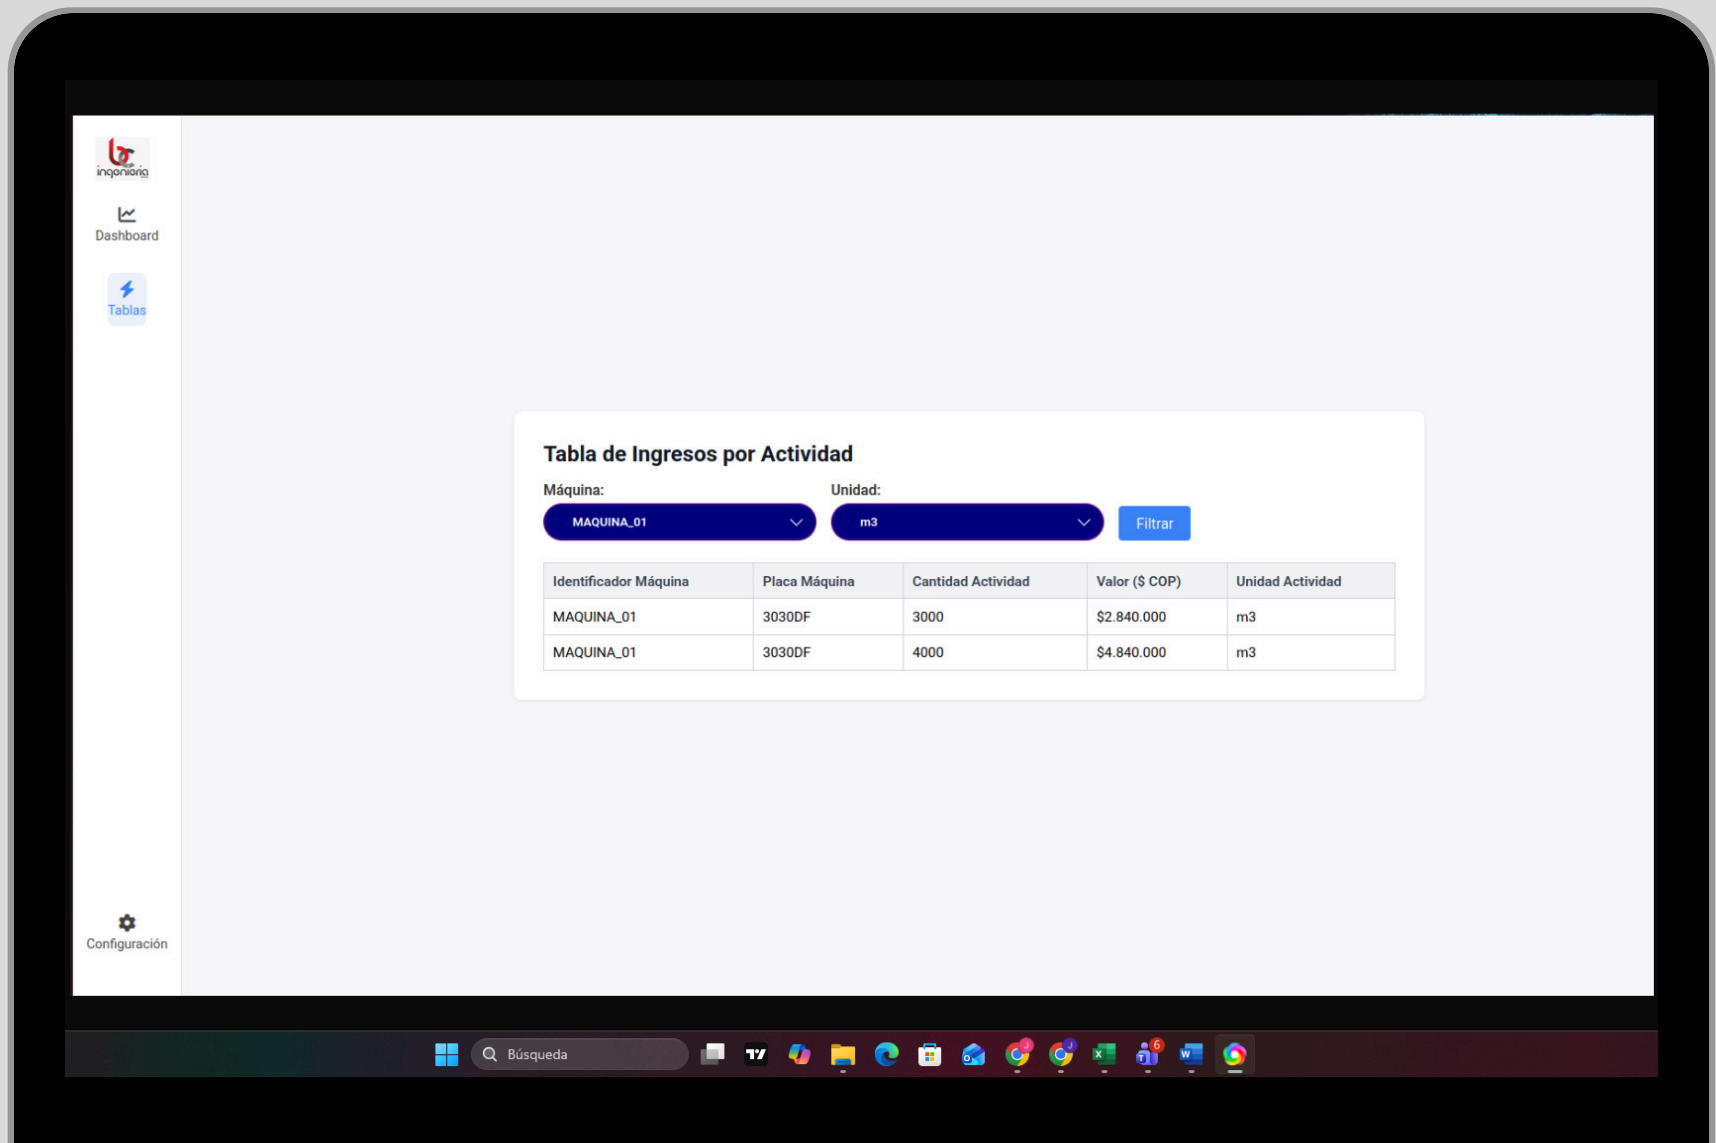 ingenieria
Dashboard
Tablas
Configuración
Tabla de Ingresos por Actividad
Máquina: Unidad:
MAQUINA_01 m3 Filtrar
Identificador Máquina Placa Máquina Cantidad Actividad Valor ($ COP) Unidad Actividad
MAQUINA_01 3030DF 3000 $2.840.000 m3
MAQUINA_01 3030DF 4000 $4.840.000 m3
Búsqueda
6